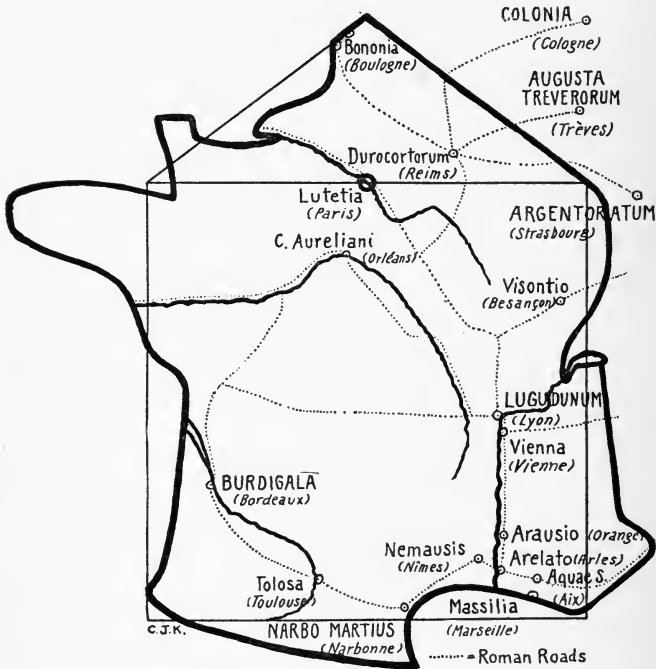 COLONIA
(Cologne)
Bononia
(Boulogne)
AUGUSTA
TREVERORUM
(Trèves)
Durocortorum
(Reims)
Lutetia
(Paris)
ARGENTORATUM
(Strasbourg)
C. Aureliani
(Orléans)
Visontio
(Besançon)
LUGUDUNUM
(Lyon)
Vienna
(Vienne)
BURDIGALA
(Bordeaux)
Arausio (Orange)
Nemausis
(Nîmes)
Arelato (Arles)
Aquae S.
(Aix)
Tolosa
(Toulouse)
Massilia
(Marseille)
C.J.K.
NARBO MARTIUS
(Narbonne)
= Roman Roads